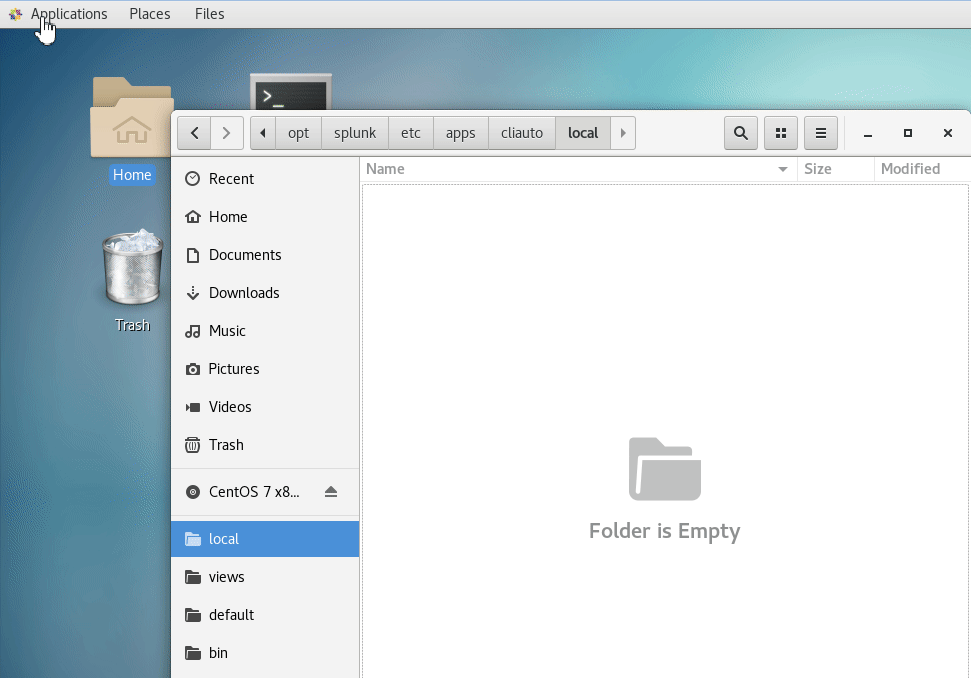 Applications Places Files
>_
opt splunk etc apps cliauto local
Home
Name Size Modified
Recent
Home
Documents
Downloads
Trash
Music
Pictures
Videos
Trash
CentOS 7 x8...
local
Folder is Empty
views
default
bin